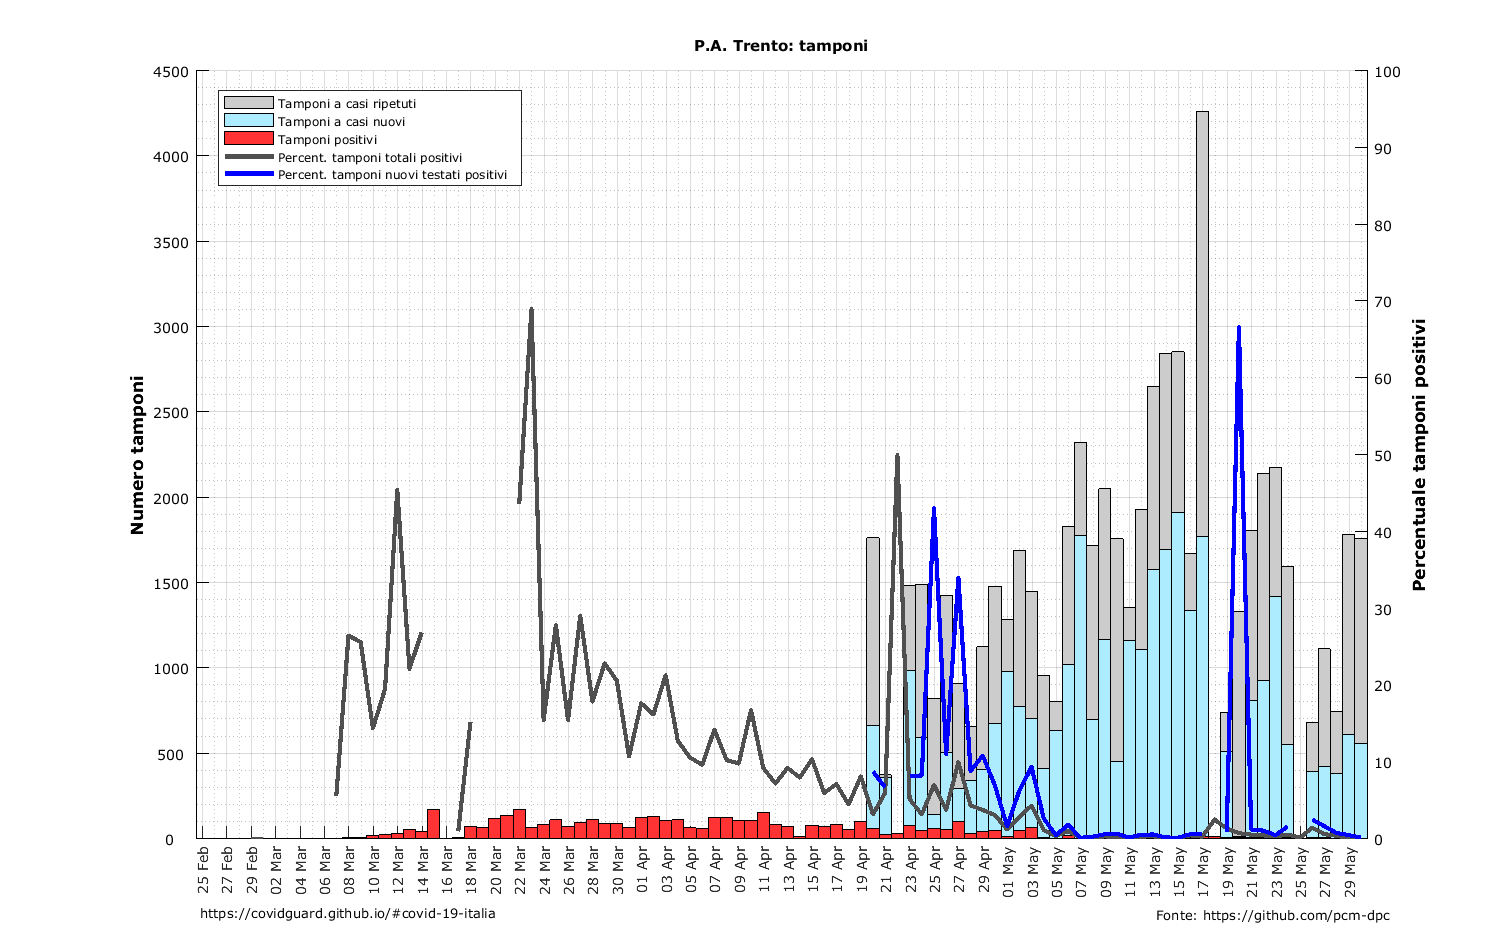 P.A. Trento: tamponi
4500
4000
3500
3000
2500
2000
1500
1000
500
0
Numero tamponi
Tamponi a casi ripetuti
Tamponi a casi nuovi
Tamponi positivi
Percent. tamponi totali positivi
Percent. tamponi nuovi testati positivi
100
90
80
70
60
50
40
30
20
10
0
Percentuale tamponi positivi
25 Feb
27 Feb
29 Feb
02 Mar
04 Mar
06 Mar
08 Mar
10 Mar
12 Mar
14 Mar
16 Mar
18 Mar
20 Mar
22 Mar
24 Mar
26 Mar
28 Mar
30 Mar
01 Apr
03 Apr
05 Apr
07 Apr
09 Apr
11 Apr
13 Apr
15 Apr
17 Apr
19 Apr
21 Apr
23 Apr
25 Apr
27 Apr
29 Apr
01 May
03 May
05 May
07 May
09 May
11 May
13 May
15 May
17 May
19 May
21 May
23 May
25 May
27 May
29 May
https://covidguard.github.io/#covid-19-italia
Fonte: https://github.com/pcm-dpc